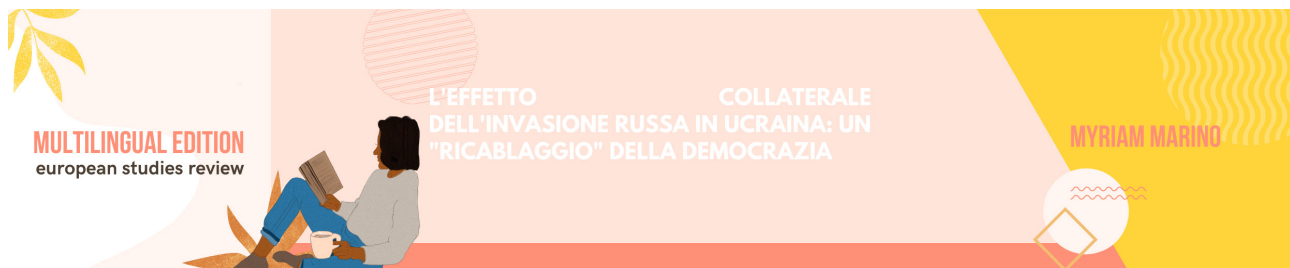 MULTILINGUAL EDITION
european studies review
L'EFFETTO COLLATERALE
DELL'INVASIONE RUSSA IN UCRAINA: UN
"RICABLAGGIO" DELLA DEMOCRAZIA
MYRIAM MARINO